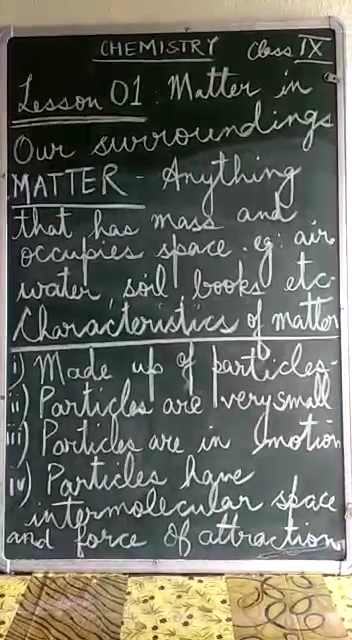 CHEMISTRY Class IX
Lesson 01 : Matter in
Our surroundings
MATTER - Anything
that has mass and
occupies space. eg: air,
water, soil, books etc.
Characteristics of matter
i) Made up of particles.
ii) Particles are very small
iii) Particles are in motion
iv) Particles have
intermolecular space
and force of attraction